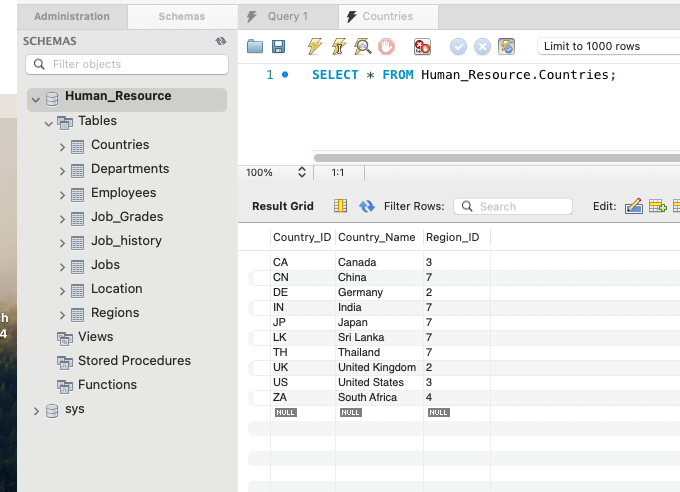 Administration Schemas Query 1 Countries
SCHEMAS
Filter objects
Limit to 1000 rows
1 SELECT * FROM Human_Resource.Countries;
Human_Resource
Tables
Countries
Departments
Employees
Job_Grades
Job_history
Jobs
Location
Regions
Views
Stored Procedures
Functions
sys
h
4
100% 1:1
Result Grid Filter Rows: Search Edit:
Country_ID Country_Name Region_ID
CA Canada 3
CN China 7
DE Germany 2
IN India 7
JP Japan 7
LK Sri Lanka 7
TH Thailand 7
UK United Kingdom 2
US United States 3
ZA South Africa 4
NULL NULL NULL